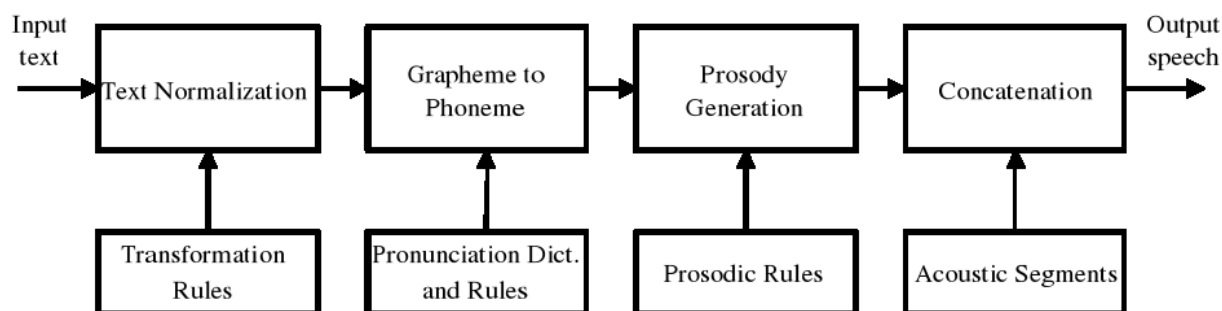 Input
text
Text Normalization
Grapheme to
Phoneme
Prosody
Generation
Concatenation
Output
speech
Transformation
Rules
Pronunciation Dict.
and Rules
Prosodic Rules
Acoustic Segments